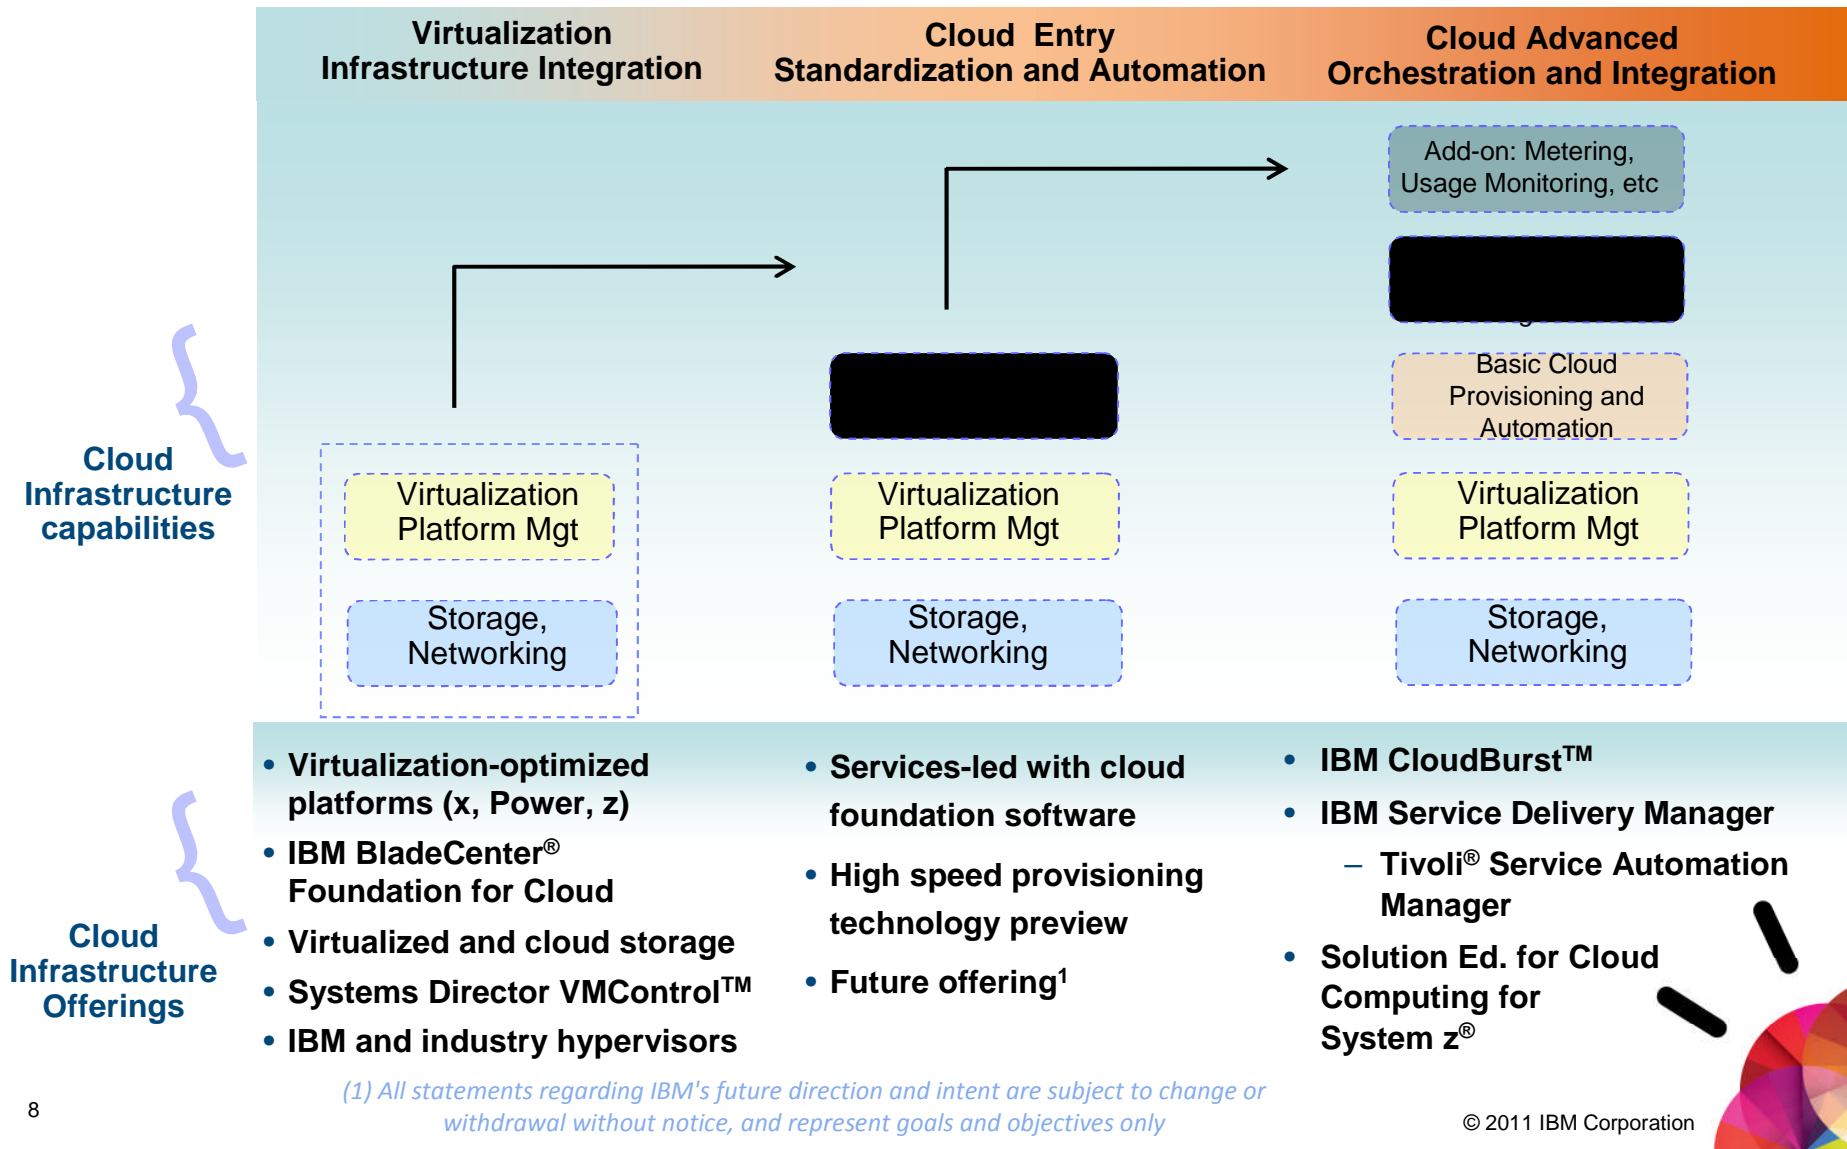 Virtualization
Infrastructure Integration
Cloud Entry
Standardization and Automation
Cloud Advanced
Orchestration and Integration
Add-on: Metering,
Usage Monitoring, etc
Basic Cloud
Provisioning and
Automation
Cloud
Infrastructure
capabilities
Virtualization
Platform Mgt
Virtualization
Platform Mgt
Virtualization
Platform Mgt
Storage,
Networking
Storage,
Networking
Storage,
Networking
Cloud
Infrastructure
Offerings
• Virtualization-optimized
platforms (x, Power, z)
• IBM BladeCenter®
Foundation for Cloud
• Virtualized and cloud storage
• Systems Director VMControl™
• IBM and industry hypervisors
• Services-led with cloud
foundation software
• High speed provisioning
technology preview
• Future offering¹
• IBM CloudBurst™
• IBM Service Delivery Manager
– Tivoli® Service Automation
Manager
• Solution Ed. for Cloud
Computing for
System z®
(1) All statements regarding IBM's future direction and intent are subject to change or
withdrawal without notice, and represent goals and objectives only
8
© 2011 IBM Corporation